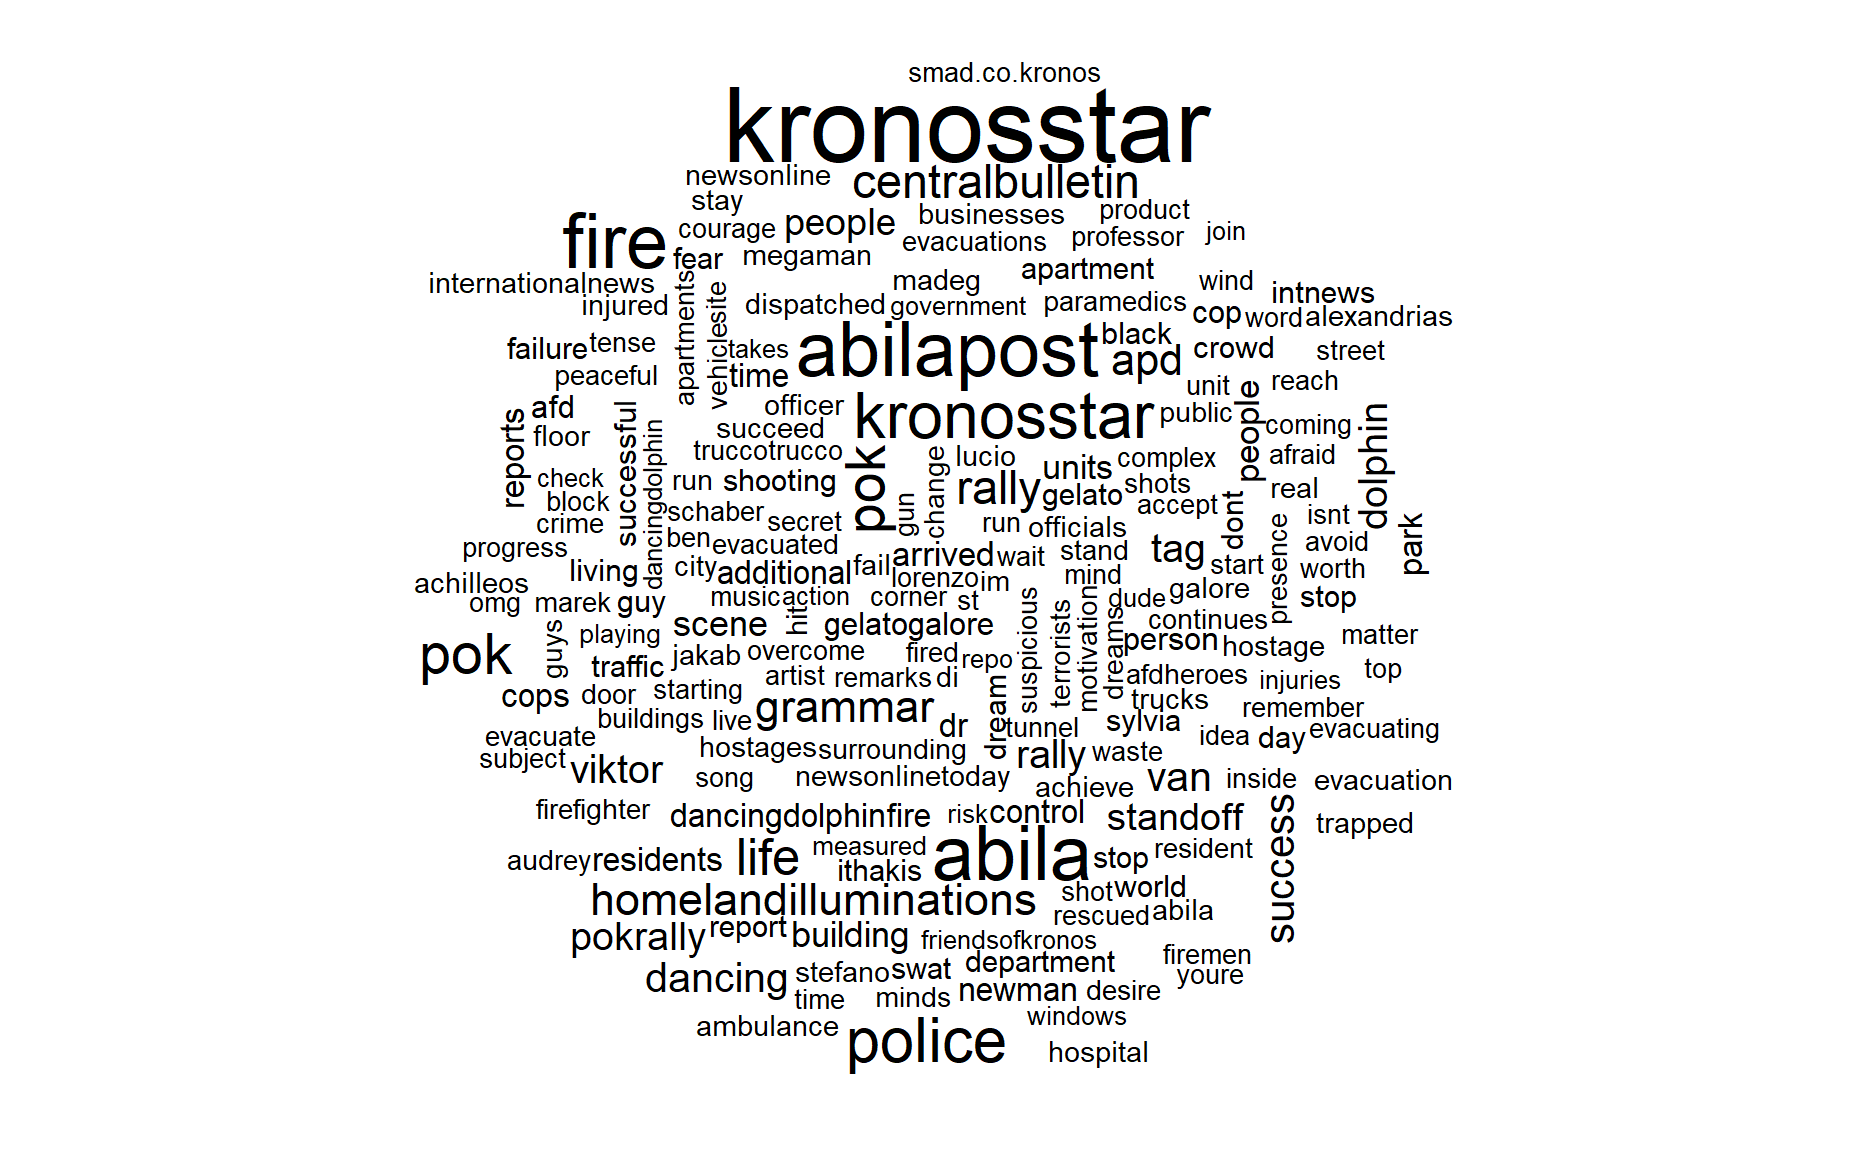 smad.co.kronos
kronosstar
newsonline
centralbulletin
stay
courage
people
businesses
product
fire
fear
evacuations
professor
join
megaman
internationalnews
injured
apartments
vehicles
site
dispatched
madeg
government
apartment
paramedics
wind
intnews
cop
word
alexandrias
failure
tense
takes
abilapost
black
apd
crowd
street
peaceful
time
unit
people
reach
reports
afd
successful
officer
kronosstar
public
coming
dolphin
floor
dancingdolphin
succeed
truccotrucco
pok
change
lucio
units
complex
afraid
check
run
shooting
gun
rally
gelato
shots
dont
real
block
schaber
secret
accept
isnt
park
crime
ben
evacuated
run
officials
presence
avoid
progress
living
city
additional
fail
arrived
wait
stand
tag
start
worth
achilleos
lorenzo
im
mind
omg
marek
guy
music
action
corner
st
suspicious
terrorists
motivation
dreams
dude
galore
stop
guys
playing
scene
hit
gelatogalore
continues
pok
traffic
jakab
overcome
fired
repo
person
hostage
matter
cops
door
starting
artist
remarks
di
dream
afdheroes
injuries
top
buildings
live
grammar
dr
tunnel
trucks
remember
evacuate
sylvia
idea
day
evacuating
subject
viktor
hostages
surrounding
rally
waste
song
newsonlinetoday
achieve
van
inside
evacuation
firefighter
dancingdolphinfire
risk
control
standoff
success
trapped
audrey
residents
life
measured
ithakis
abila
stop
resident
homelandilluminations
shot
world
rescued
abila
pokrally
report
building
friendsofkronos
firemen
dancing
stefano
swat
department
youre
time
minds
newman
desire
ambulance
police
windows
hospital